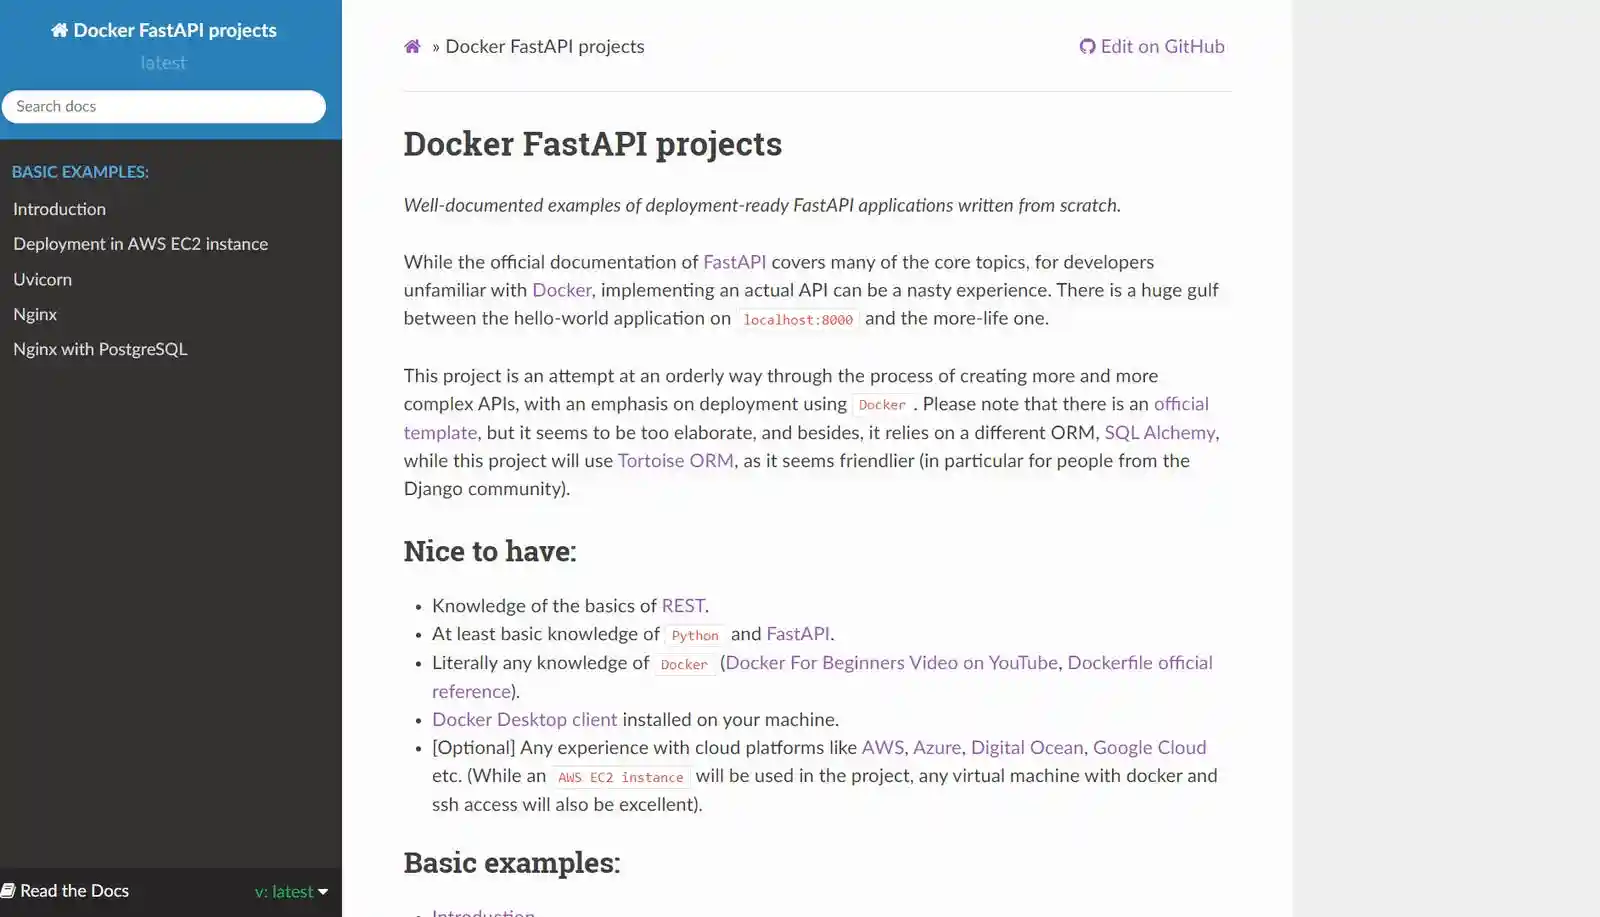 Docker FastAPI projects
latest
Search docs
BASIC EXAMPLES:
Introduction
Deployment in AWS EC2 instance
Uvicorn
Nginx
Nginx with PostgreSQL
Read the Docs
v: latest
» Docker FastAPI projects
Edit on GitHub
Docker FastAPI projects
Well-documented examples of deployment-ready FastAPI applications written from scratch.
While the official documentation of FastAPI covers many of the core topics, for developers
unfamiliar with Docker, implementing an actual API can be a nasty experience. There is a huge gulf
between the hello-world application on localhost:8000 and the more-life one.
This project is an attempt at an orderly way through the process of creating more and more
complex APIs, with an emphasis on deployment using Docker . Please note that there is an official
template, but it seems to be too elaborate, and besides, it relies on a different ORM, SQL Alchemy,
while this project will use Tortoise ORM, as it seems friendlier (in particular for people from the
Django community).
Nice to have:
• Knowledge of the basics of REST.
• At least basic knowledge of Python and FastAPI.
• Literally any knowledge of Docker (Docker For Beginners Video on YouTube, Dockerfile official
reference).
• Docker Desktop client installed on your machine.
• [Optional] Any experience with cloud platforms like AWS, Azure, Digital Ocean, Google Cloud
etc. (While an AWS EC2 instance will be used in the project, any virtual machine with docker and
ssh access will also be excellent).
Basic examples:
• Introduction